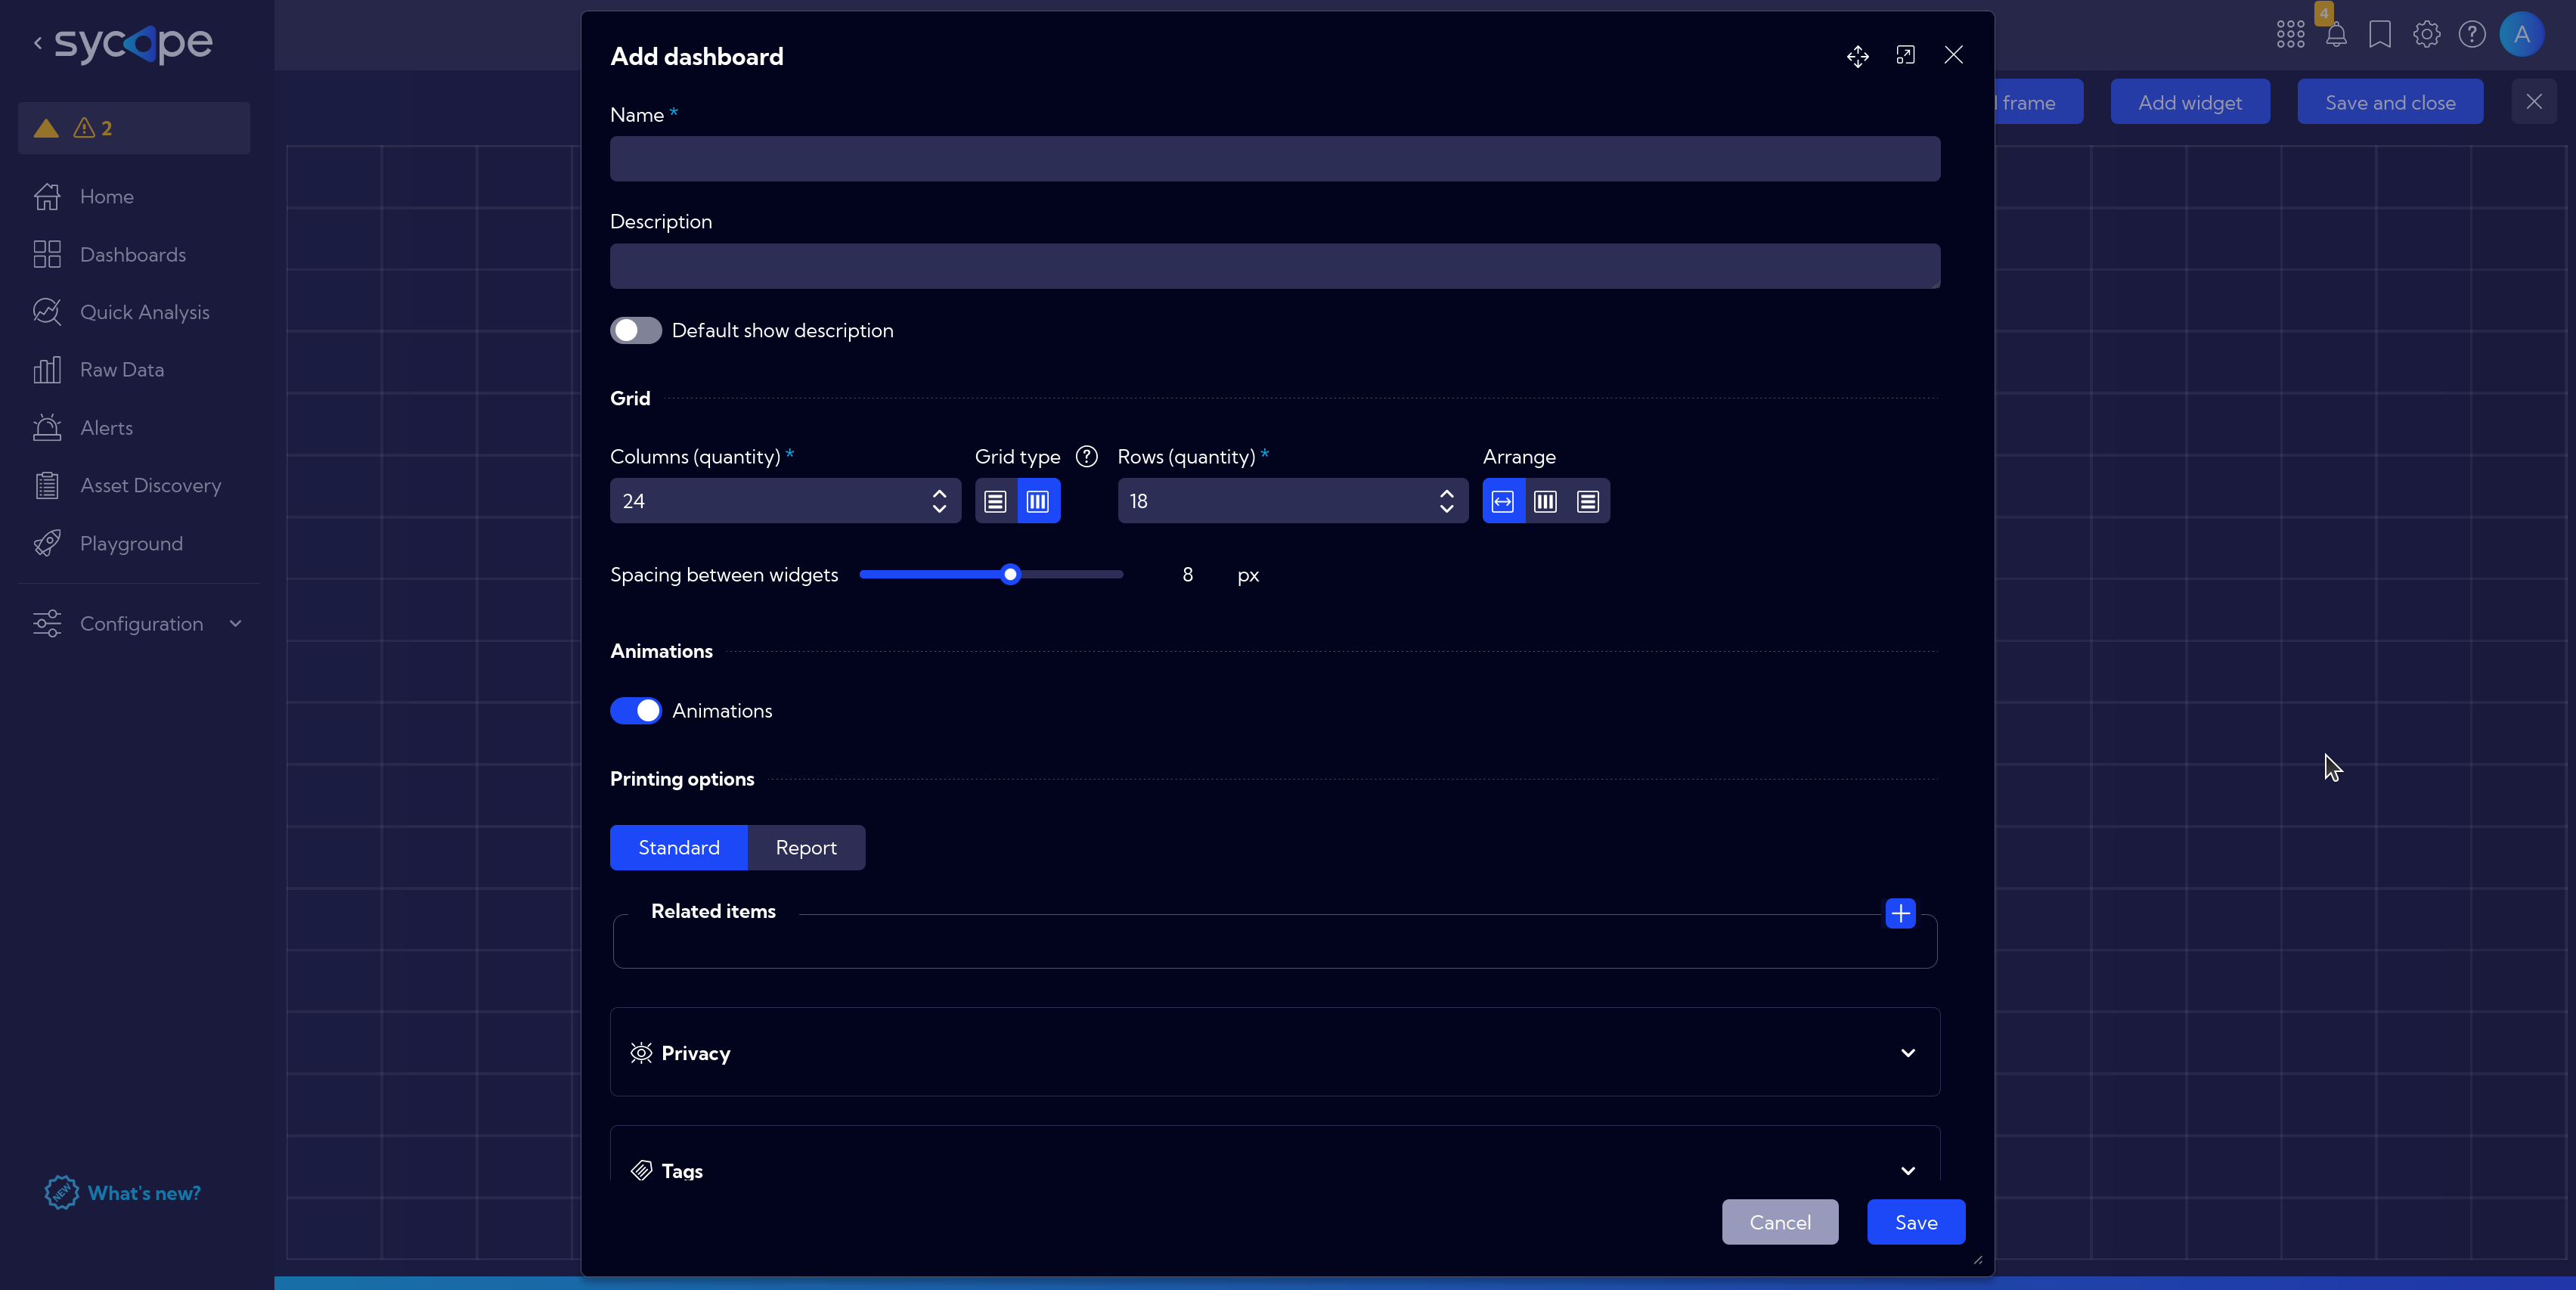 sycope
4
A
2
Home
Dashboards
Quick Analysis
Raw Data
Alerts
Asset Discovery
Playground
Configuration
NEW What's new?
frame
Add widget
Save and close
Add dashboard
Name *
Description
Default show description
Grid
Columns (quantity) * Grid type ? Rows (quantity) * Arrange
24 18
Spacing between widgets 8 px
Animations
Animations
Printing options
Standard Report
Related items
Privacy
Tags
Cancel Save